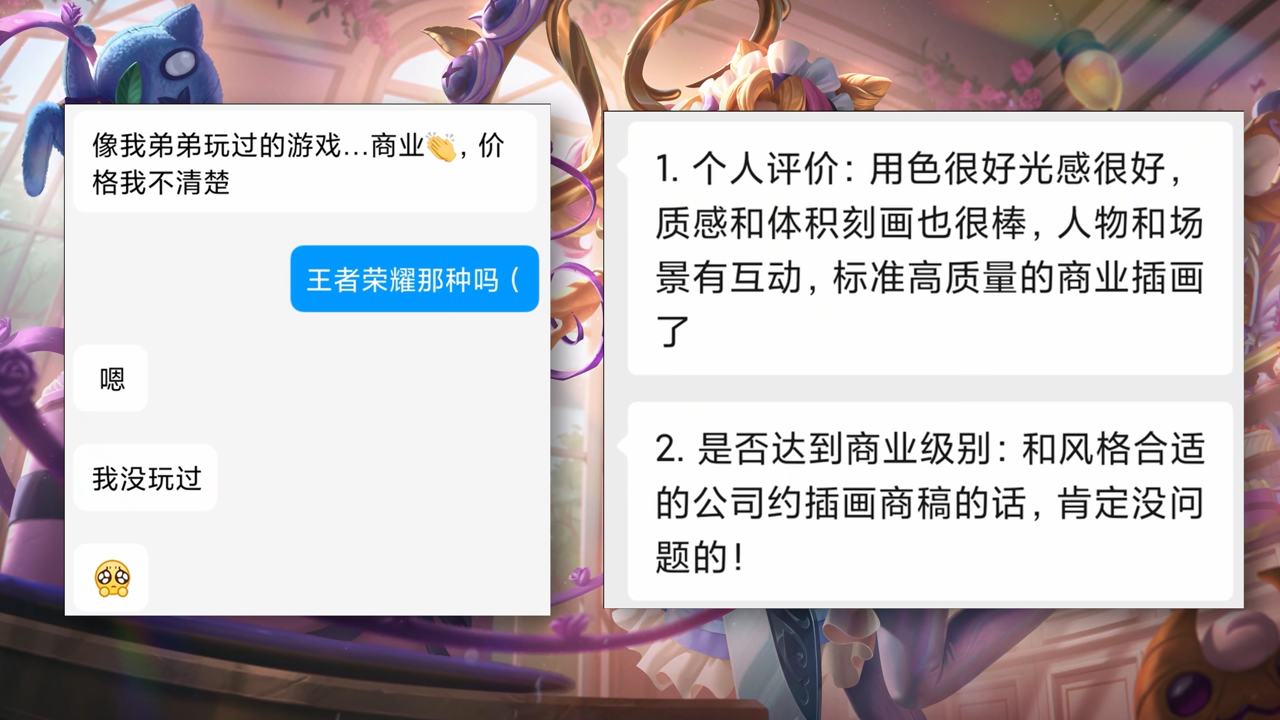 像我弟弟玩过的游戏...商业👏，价
格我不清楚
王者荣耀那种吗（
嗯
我没玩过
🥺
1. 个人评价：用色很好光感很好，
质感和体积刻画也很棒，人物和场
景有互动，标准高质量的商业插画
了
2. 是否达到商业级别：和风格合适
的公司约插画商稿的话，肯定没问
题的！